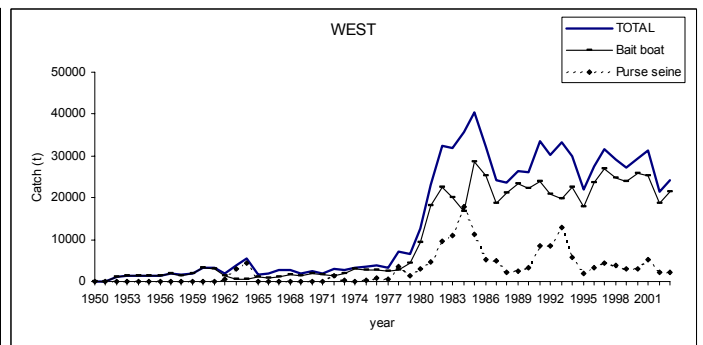 WEST
TOTAL
Bait boat
Purse seine
50000
40000
30000
20000
10000
0
Catch (t)
1950 1953 1956 1959 1962 1965 1968 1971 1974 1977 1980 1983 1986 1989 1992 1995 1998 2001
year